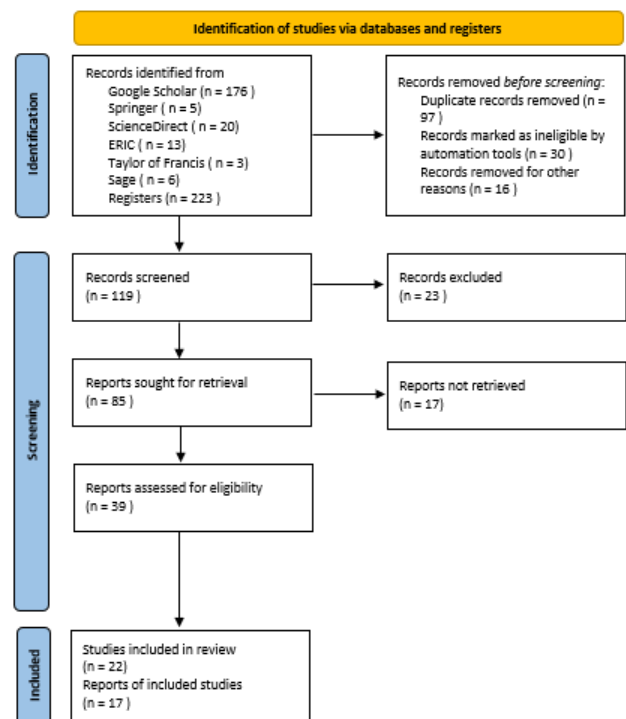 Identification of studies via databases and registers
Identification
Records identified from
Google Scholar (n = 176 )
Springer ( n = 5)
ScienceDirect ( n = 20)
ERIC ( n = 13)
Taylor of Francis ( n = 3)
Sage ( n = 6)
Registers (n = 223 )
Records removed before screening:
Duplicate records removed (n =
97 )
Records marked as ineligible by
automation tools (n = 30 )
Records removed for other
reasons (n = 16 )
Screening
Records screened
(n = 119 )
Records excluded
(n = 23 )
Reports sought for retrieval
(n = 85 )
Reports not retrieved
(n = 17)
Reports assessed for eligibility
(n = 39 )
Included
Studies included in review
(n = 22)
Reports of included studies
(n = 17 )